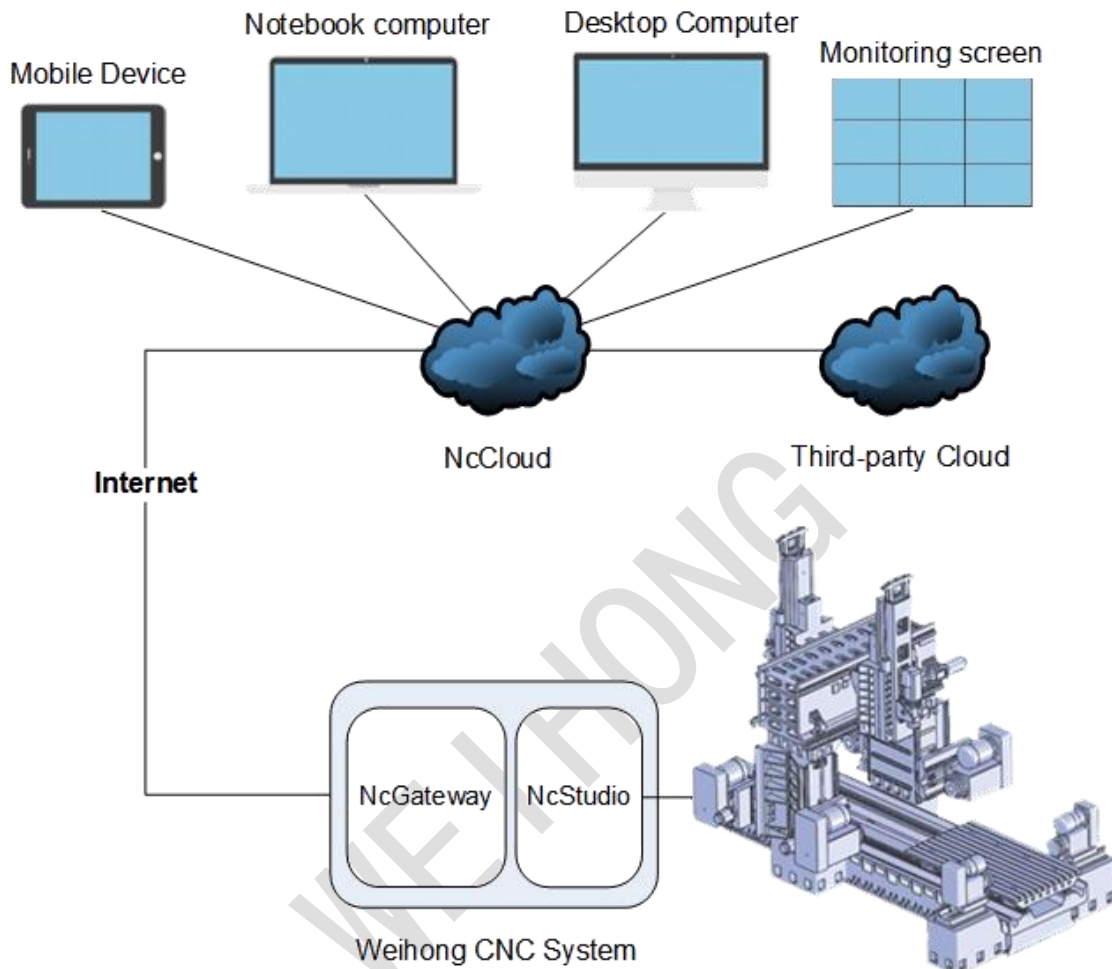 Notebook computer
Desktop Computer
Mobile Device
Monitoring screen
NcCloud
Third-party Cloud
Internet
NcGateway
NcStudio
Weihong CNC System
WEIHONG